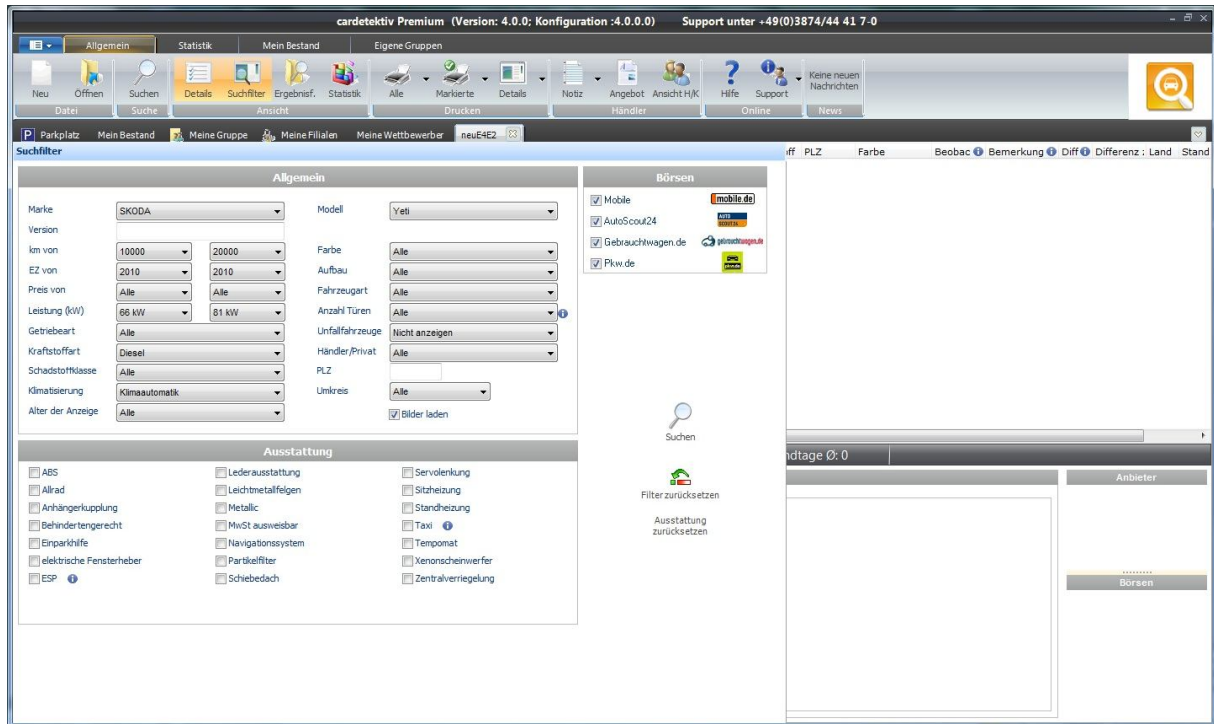 cardetektiv Premium (Version: 4.0.0; Konfiguration :4.0.0.0) Support unter +49(0)3874/44 41 7-0
Allgemein Statistik Mein Bestand Eigene Gruppen
Neu Öffnen Suchen Details Suchfilter Ergebnisf. Statistik Alle Markierte Details Notiz Angebot Ansicht H/K Hilfe Support Keine neuen Nachrichten
Datei Suche Ansicht Drucken Händler Online News
P Parkplatz Mein Bestand Meine Gruppe Meine Filialen Meine Wettbewerber neuE4E2
Suchfilter
ff PLZ Farbe Beobac Bemerkung Diff Differenz : Land Stand
Allgemein
Marke SKODA Modell Yeti
Version
km von 10000 20000 Farbe Alle
EZ von 2010 2010 Aufbau Alle
Preis von Alle Alle Fahrzeugart Alle
Leistung (kW) 66 kW 81 kW Anzahl Türen Alle
Getriebeart Alle Unfallfahrzeuge Nicht anzeigen
Kraftstoffart Diesel Händler/Privat Alle
Schadstoffklasse Alle PLZ
Klimatisierung Klimaautomatik Umkreis Alle
Alter der Anzeige Alle Bilder laden
Börsen
Mobile mobile.de
AutoScout24 AUTO SCOUT24
Gebrauchtwagen.de gebrauchtwagen.de
Pkw.de pkw.de
Ausstattung
ABS Lederausstattung Servolenkung
Allrad Leichtmetallfelgen Sitzheizung
Anhängerkupplung Metallic Standheizung
Behindertengerecht MwSt ausweisbar Taxi
Einparkhilfe Navigationssystem Tempomat
elektrische Fensterheber Partikelfilter Xenonscheinwerfer
ESP Schiebedach Zentralverriegelung
Suchen
Filter zurücksetzen
Ausstattung
zurücksetzen
ndtage Ø: 0
Anbieter
Börsen